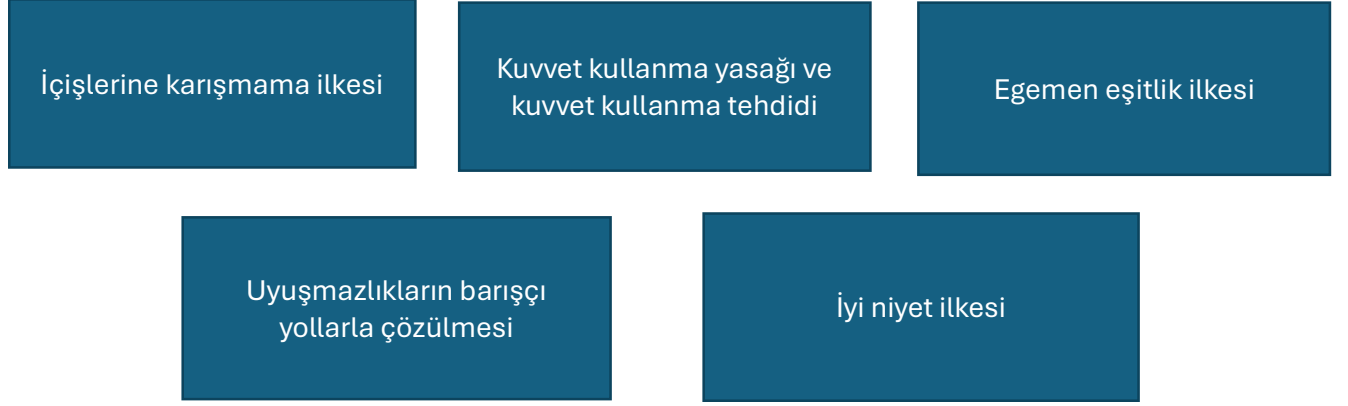 İçişlerine karışmama ilkesi
Kuvvet kullanma yasağı ve
kuvvet kullanma tehdidi
Egemen eşitlik ilkesi
Uyuşmazlıkların barışçı
yollarla çözülmesi
İyi niyet ilkesi